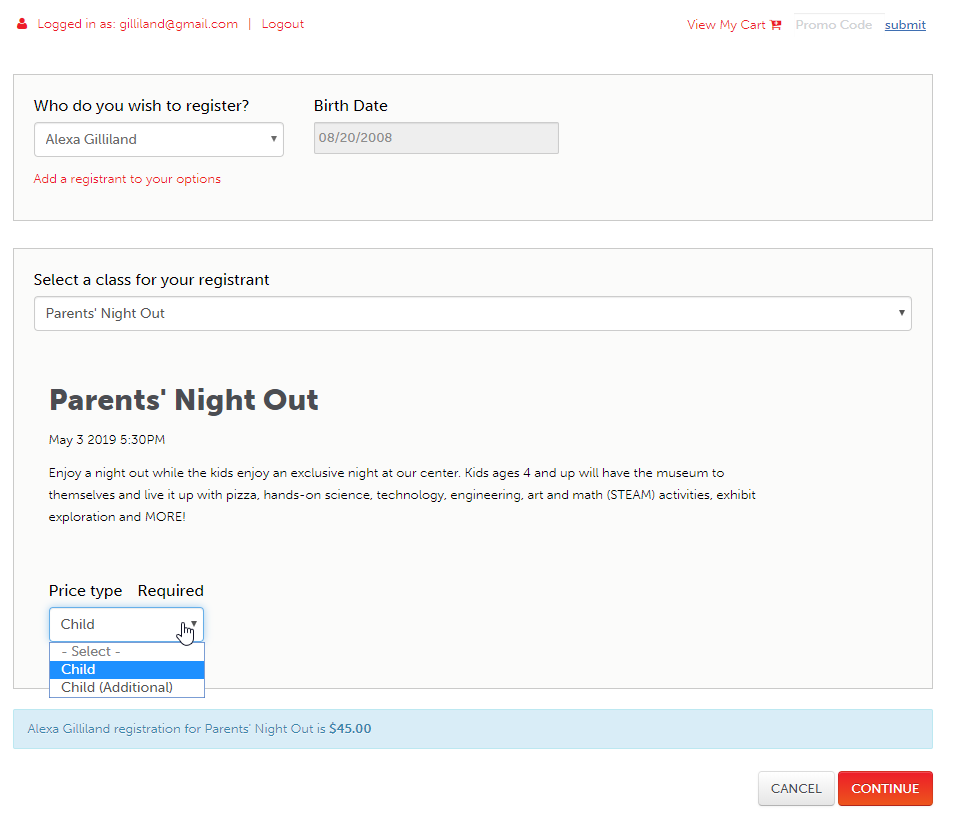 Logged in as: gilliland@gmail.com | Logout
View My Cart Promo Code submit
Who do you wish to register? Birth Date
Alexa Gilliland 08/20/2008
Add a registrant to your options
Select a class for your registrant
Parents' Night Out
Parents' Night Out
May 3 2019 5:30PM
Enjoy a night out while the kids enjoy an exclusive night at our center. Kids ages 4 and up will have the museum to
themselves and live it up with pizza, hands-on science, technology, engineering, art and math (STEAM) activities, exhibit
exploration and MORE!
Price type Required
Child
- Select -
Child
Child (Additional)
Alexa Gilliland registration for Parents' Night Out is $45.00
CANCEL CONTINUE